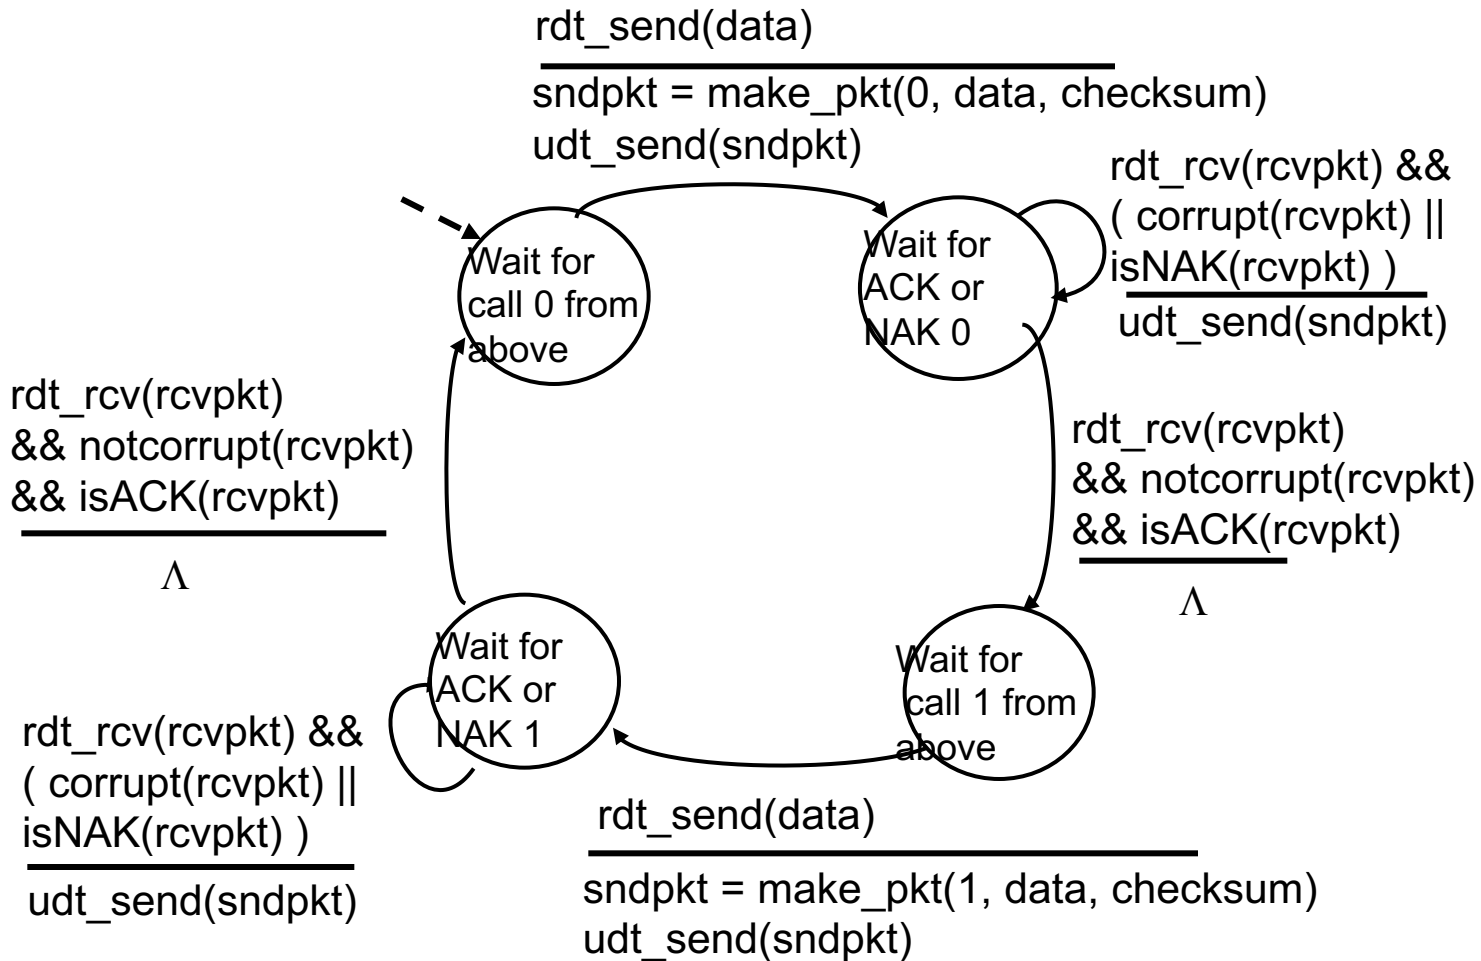 rdt_send(data)
sndpkt = make_pkt(0, data, checksum)
udt_send(sndpkt)
rdt_rcv(rcvpkt) &&
( corrupt(rcvpkt) ||
isNAK(rcvpkt) )
udt_send(sndpkt)
Wait for
call 0 from
above
Wait for
ACK or
NAK 0
rdt_rcv(rcvpkt)
&& notcorrupt(rcvpkt)
&& isACK(rcvpkt)
Λ
rdt_rcv(rcvpkt)
&& notcorrupt(rcvpkt)
&& isACK(rcvpkt)
Λ
Wait for
ACK or
NAK 1
Wait for
call 1 from
above
rdt_rcv(rcvpkt) &&
( corrupt(rcvpkt) ||
isNAK(rcvpkt) )
udt_send(sndpkt)
rdt_send(data)
sndpkt = make_pkt(1, data, checksum)
udt_send(sndpkt)